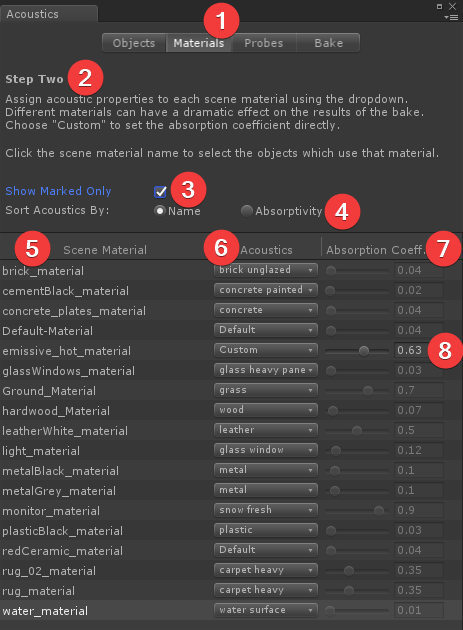 Acoustics
1
Objects Materials Probes Bake
Step Two 2
Assign acoustic properties to each scene material using the dropdown.
Different materials can have a dramatic effect on the results of the bake.
Choose "Custom" to set the absorption coefficient directly.
Click the scene material name to select the objects which use that material.
Show Marked Only 3
Sort Acoustics By: Name Absorptivity 4
5 Scene Material 6 Acoustics Absorption Coeff. 7
brick_material brick unglazed 0.04
cementBlack_material concrete painted 0.02
concrete_plates_material concrete 0.04
Default-Material Default 0.04
emissive_hot_material Custom 0.63 8
glassWindows_material glass heavy pane 0.03
Ground_Material grass 0.7
hardwood_Material wood 0.07
leatherWhite_material leather 0.5
light_material glass window 0.12
metalBlack_material metal 0.1
metalGrey_material metal 0.1
monitor_material snow fresh 0.9
plasticBlack_material plastic 0.03
redCeramic_material Default 0.04
rug_02_material carpet heavy 0.35
rug_material carpet heavy 0.35
water_material water surface 0.01